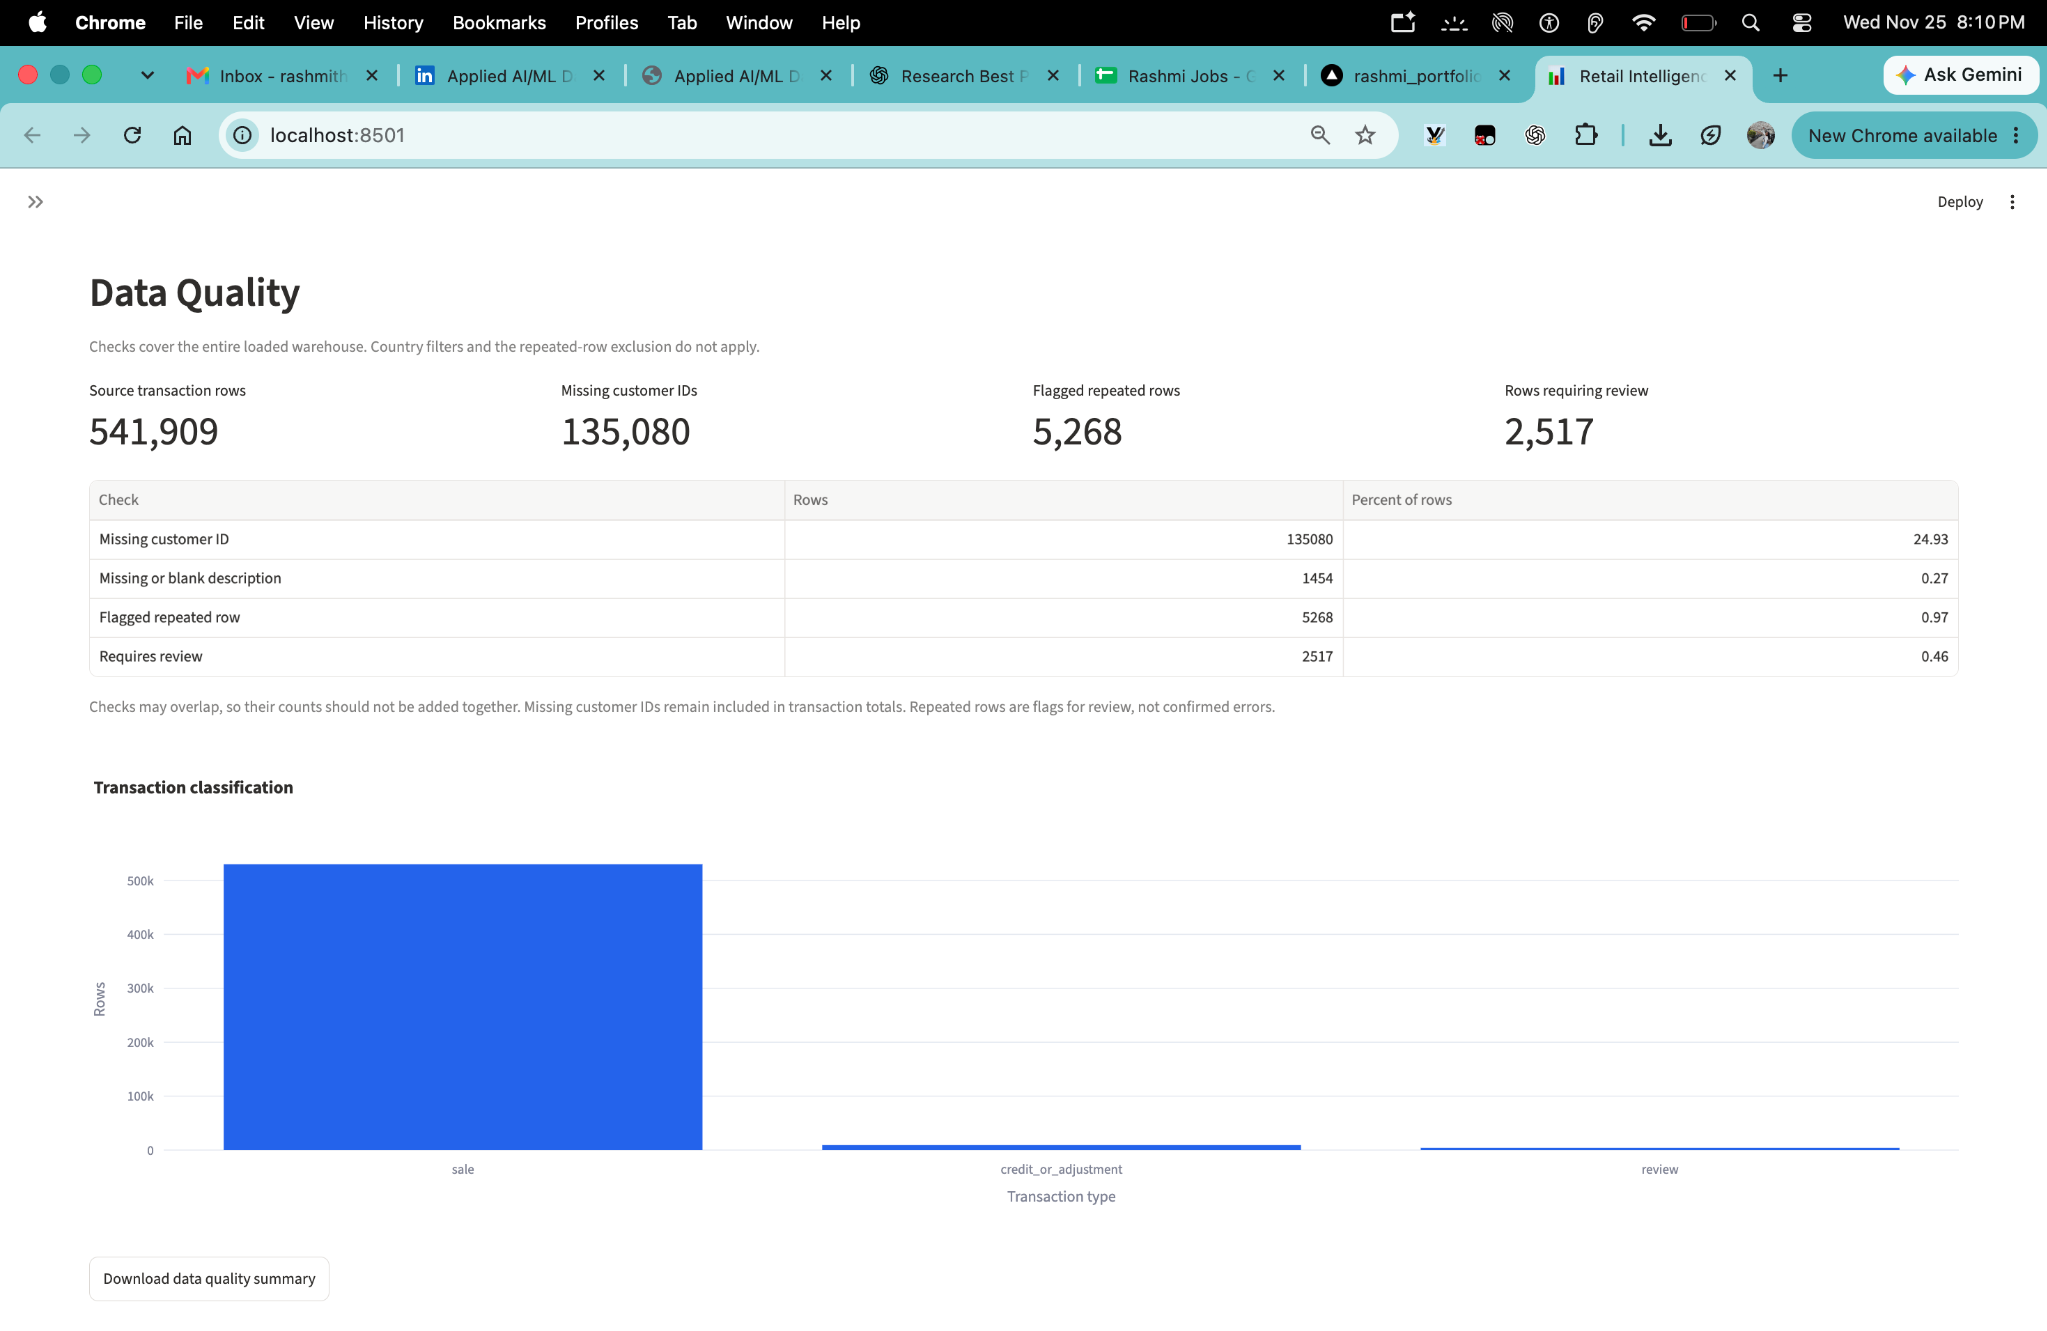 Chrome File Edit View History Bookmarks Profiles Tab Window Help Wed Nov 25 8:10 PM
Inbox - rashmith Applied AI/ML D Applied AI/ML D Research Best P Rashmi Jobs - G rashmi_portfolio Retail Intelligenc Ask Gemini
localhost:8501 New Chrome available
Deploy
Data Quality
Checks cover the entire loaded warehouse. Country filters and the repeated-row exclusion do not apply.
Source transaction rows Missing customer IDs Flagged repeated rows Rows requiring review
541,909 135,080 5,268 2,517
Check Rows Percent of rows
Missing customer ID 135080 24.93
Missing or blank description 1454 0.27
Flagged repeated row 5268 0.97
Requires review 2517 0.46
Checks may overlap, so their counts should not be added together. Missing customer IDs remain included in transaction totals. Repeated rows are flags for review, not confirmed errors.
Transaction classification
500k
400k
300k
200k
100k
0
Rows
sale credit_or_adjustment review
Transaction type
Download data quality summary